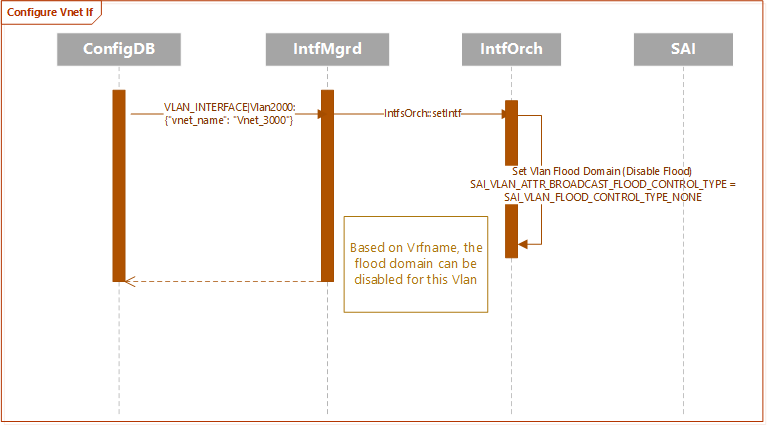 Configure Vnet If
ConfigDB
IntfMgrd
IntfOrch
SAI
VLAN_INTERFACE|Vlan2000:
{"vnet_name": "Vnet_3000"}
IntfsOrch::setIntf
Set Vlan Flood Domain (Disable Flood)
SAI_VLAN_ATTR_BROADCAST_FLOOD_CONTROL_TYPE =
SAI_VLAN_FLOOD_CONTROL_TYPE_NONE
Based on Vrfname, the
flood domain can be
disabled for this Vlan